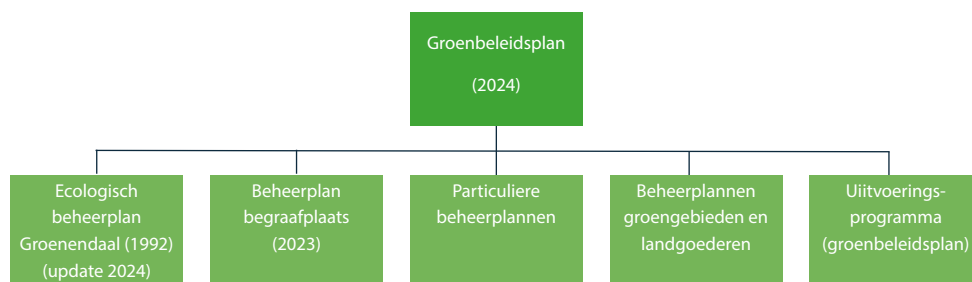 Groenbeleidsplan
(2024)
Ecologisch
beheerplan
Groenendaal (1992)
(update 2024)
Beheerplan
begraafplaats
(2023)
Particuliere
beheerplannen
Beheerplannen
groengebieden en
landgoederen
Uiitvoerings-
programma
(groenbeleidsplan)